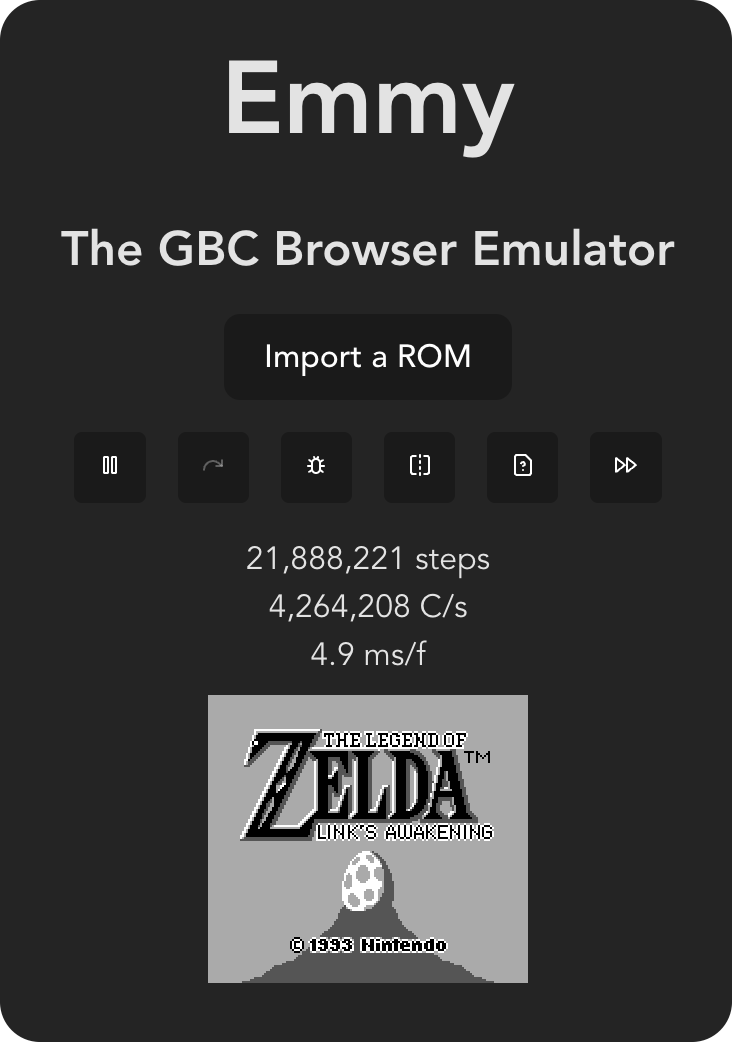 Emmy
The GBC Browser Emulator
Import a ROM
21,888,221 steps
4,264,208 C/s
4.9 ms/f
THE LEGEND OF
ZELDA™
LINK'S AWAKENING
© 1993 Nintendo